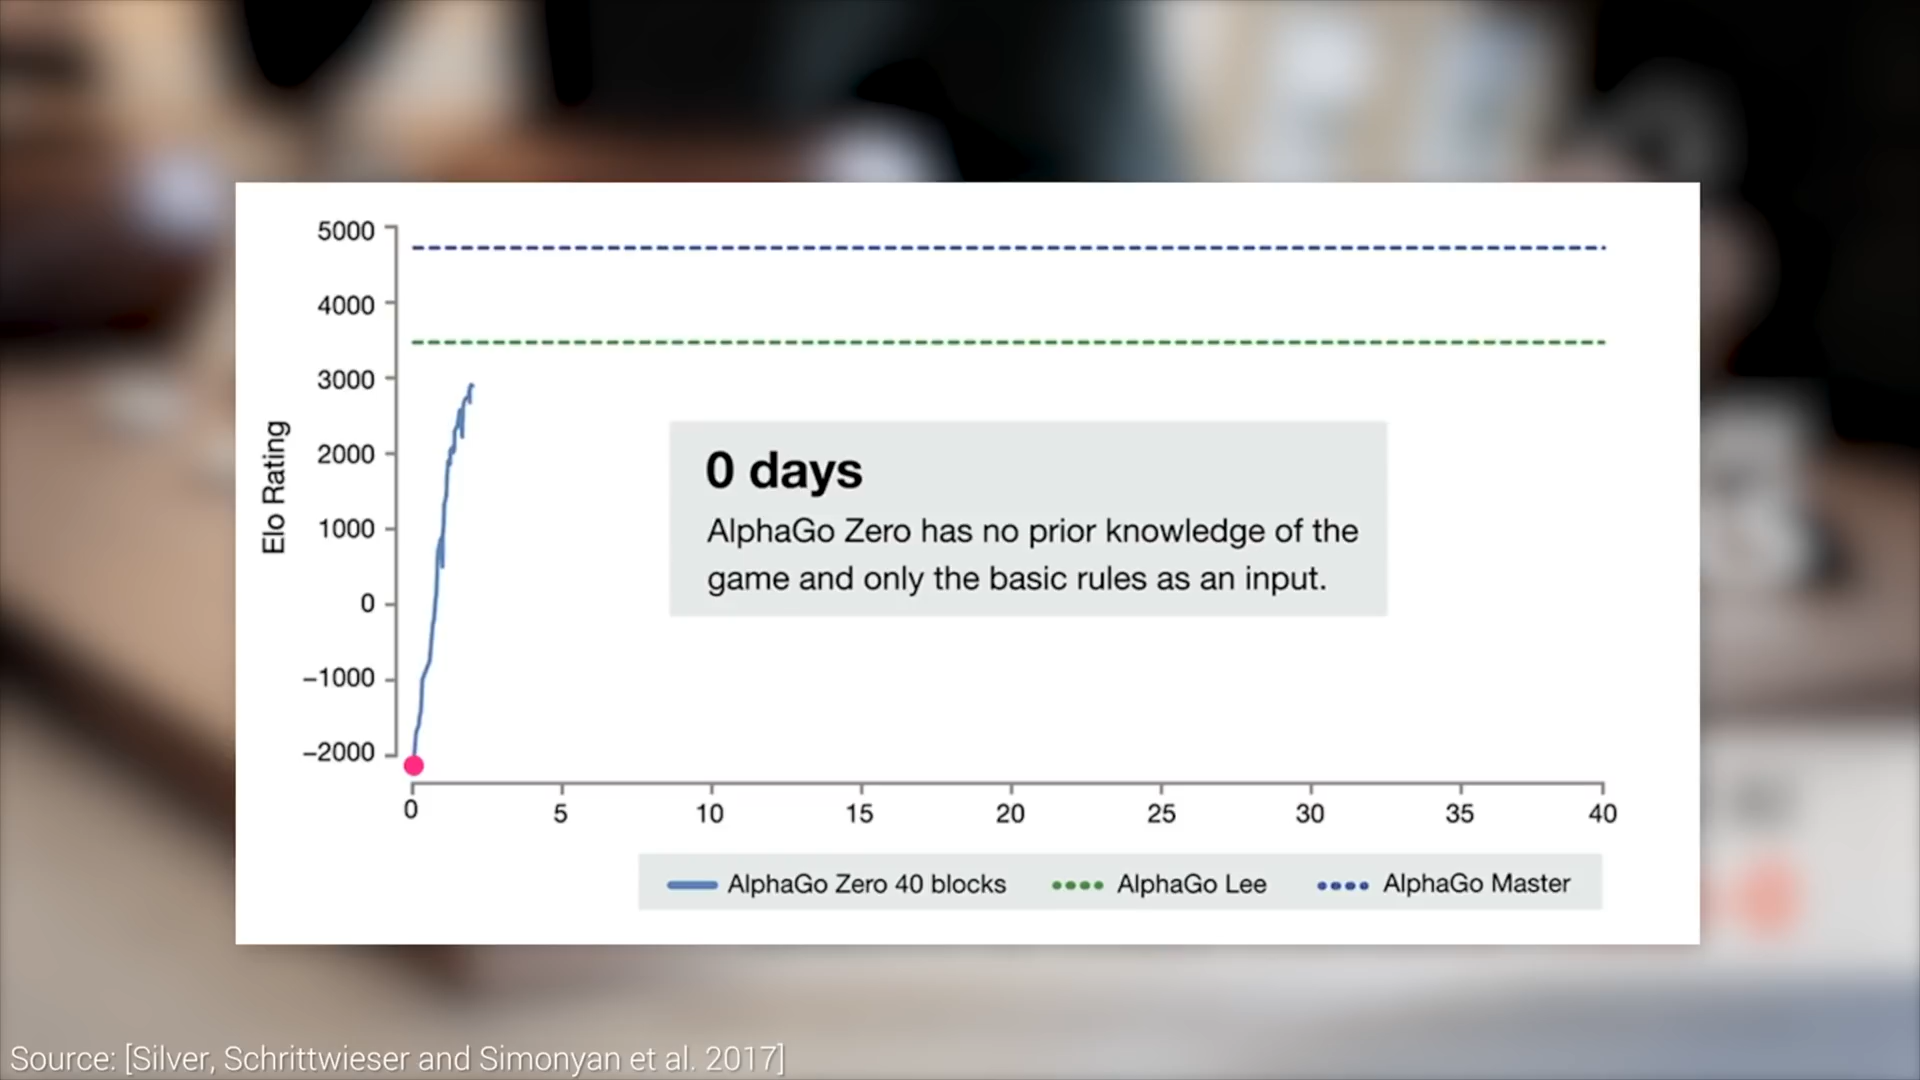 5000
4000
3000
2000
1000
0
−1000
−2000
Elo Rating
0 days
AlphaGo Zero has no prior knowledge of the
game and only the basic rules as an input.
0 5 10 15 20 25 30 35 40
AlphaGo Zero 40 blocks AlphaGo Lee AlphaGo Master
Source: [Silver, Schrittwieser and Simonyan et al. 2017]